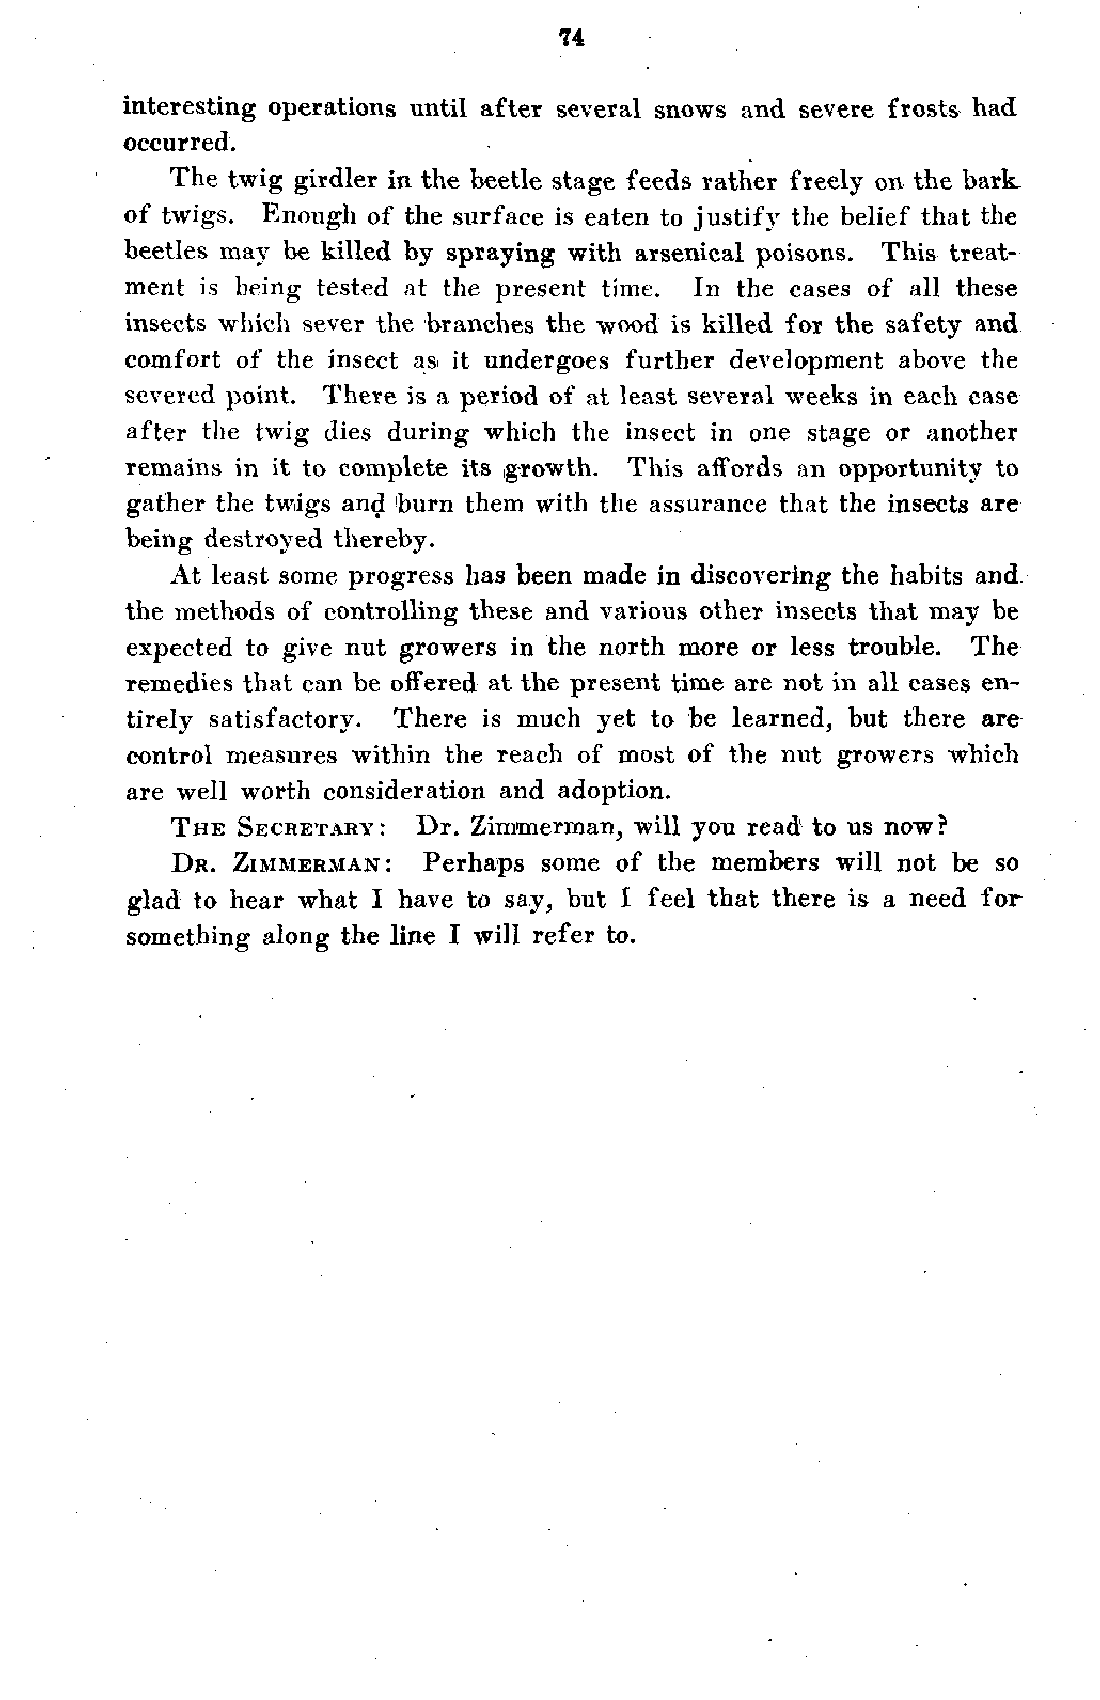 74
interesting operations until after several snows and severe frosts had
occurred.
The twig girdler in the beetle stage feeds rather freely on the bark
of twigs. Enough of the surface is eaten to justify the belief that the
beetles may be killed by spraying with arsenical poisons. This treat-
ment is being tested at the present time. In the cases of all these
insects which sever the branches the wood is killed for the safety and
comfort of the insect as it undergoes further development above the
severed point. There is a period of at least several weeks in each case
after the twig dies during which the insect in one stage or another
remains in it to complete its growth. This affords an opportunity to
gather the twigs and burn them with the assurance that the insects are
being destroyed thereby.
At least some progress has been made in discovering the habits and
the methods of controlling these and various other insects that may be
expected to give nut growers in the north more or less trouble. The
remedies that can be offered at the present time are not in all cases en-
tirely satisfactory. There is much yet to be learned, but there are
control measures within the reach of most of the nut growers which
are well worth consideration and adoption.
THE SECRETARY: Dr. Zimmerman, will you read to us now?
DR. ZIMMERMAN: Perhaps some of the members will not be so
glad to hear what I have to say, but I feel that there is a need for
something along the line I will refer to.